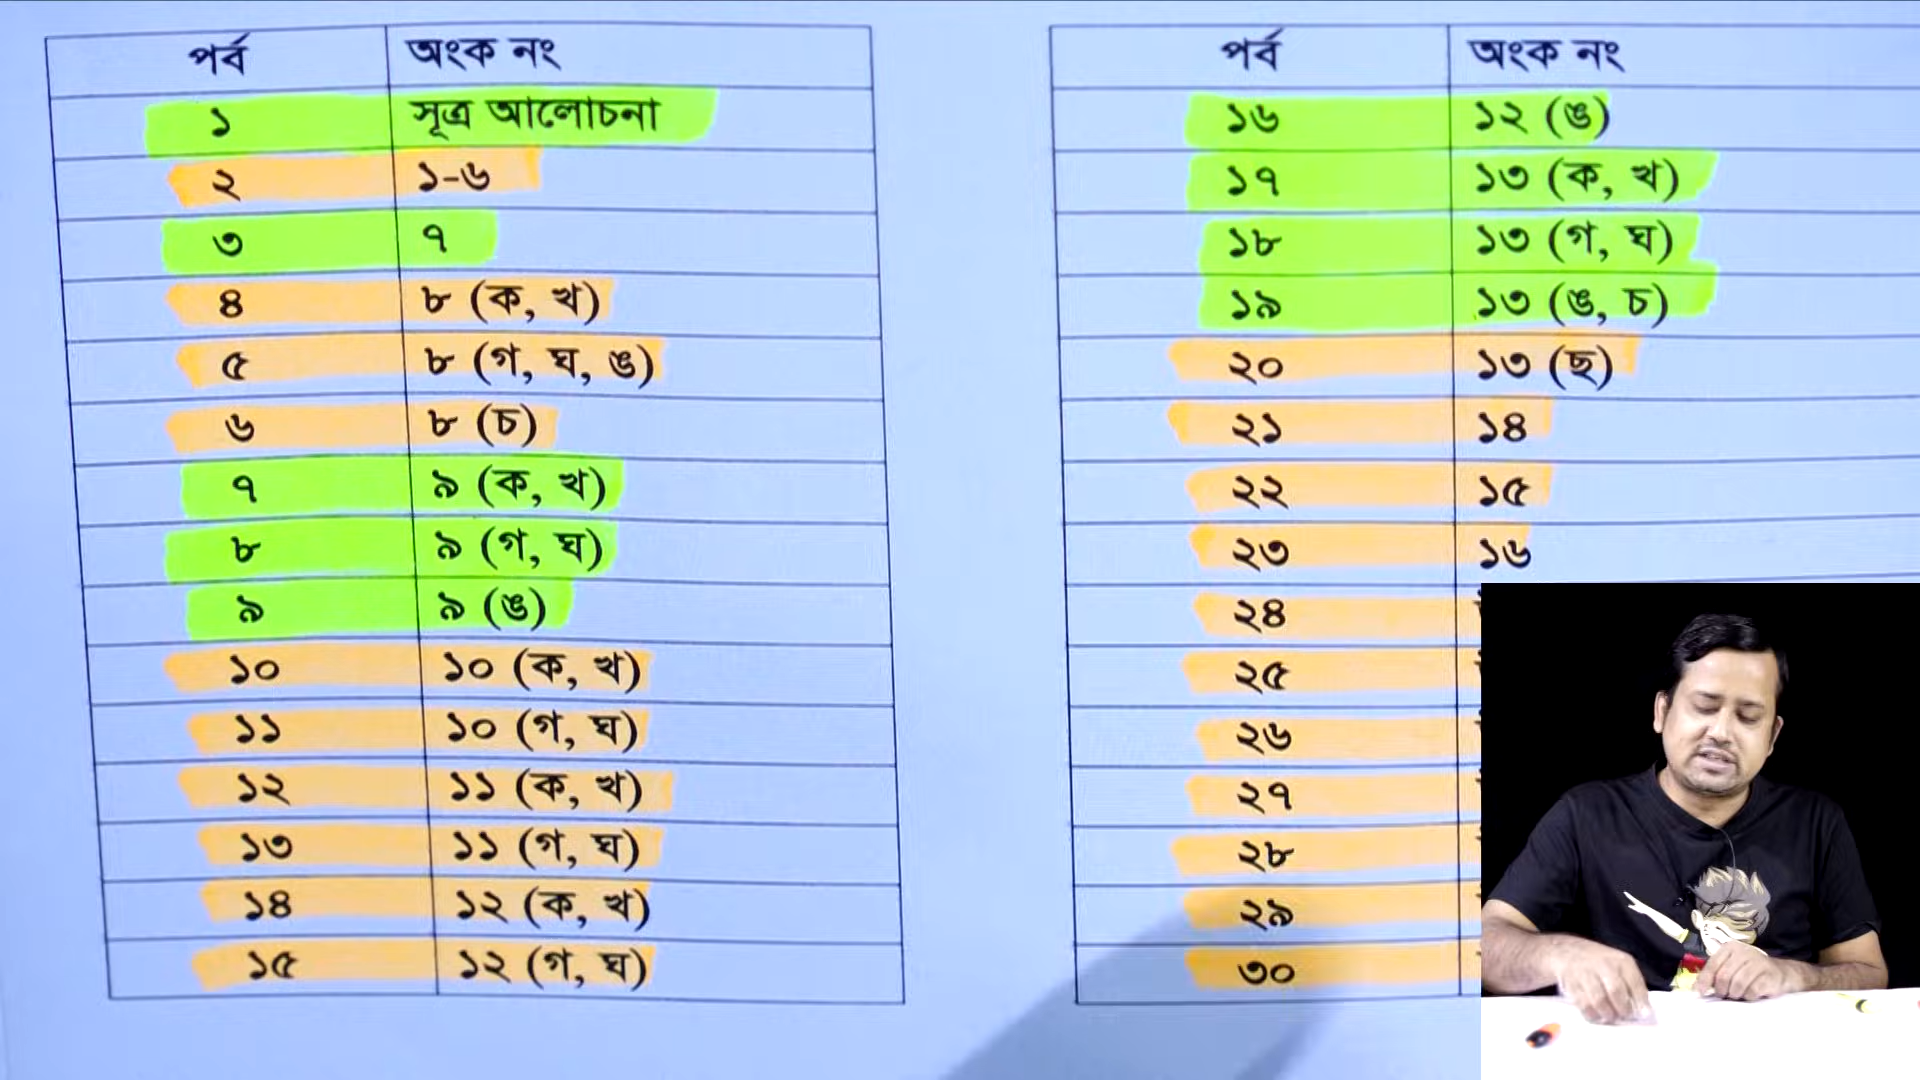 পর্ব অংক নং
১ সূত্র আলোচনা
২ ১-৬
৩ ৭
৪ ৮ (ক, খ)
৫ ৮ (গ, ঘ, ঙ)
৬ ৮ (চ)
৭ ৯ (ক, খ)
৮ ৯ (গ, ঘ)
৯ ৯ (ঙ)
১০ ১০ (ক, খ)
১১ ১০ (গ, ঘ)
১২ ১১ (ক, খ)
১৩ ১১ (গ, ঘ)
১৪ ১২ (ক, খ)
১৫ ১২ (গ, ঘ)
পর্ব অংক নং
১৬ ১২ (ঙ)
১৭ ১৩ (ক, খ)
১৮ ১৩ (গ, ঘ)
১৯ ১৩ (ঙ, চ)
২০ ১৩ (ছ)
২১ ১৪
২২ ১৫
২৩ ১৬
২৪
২৫
২৬
২৭
২৮
২৯
৩০